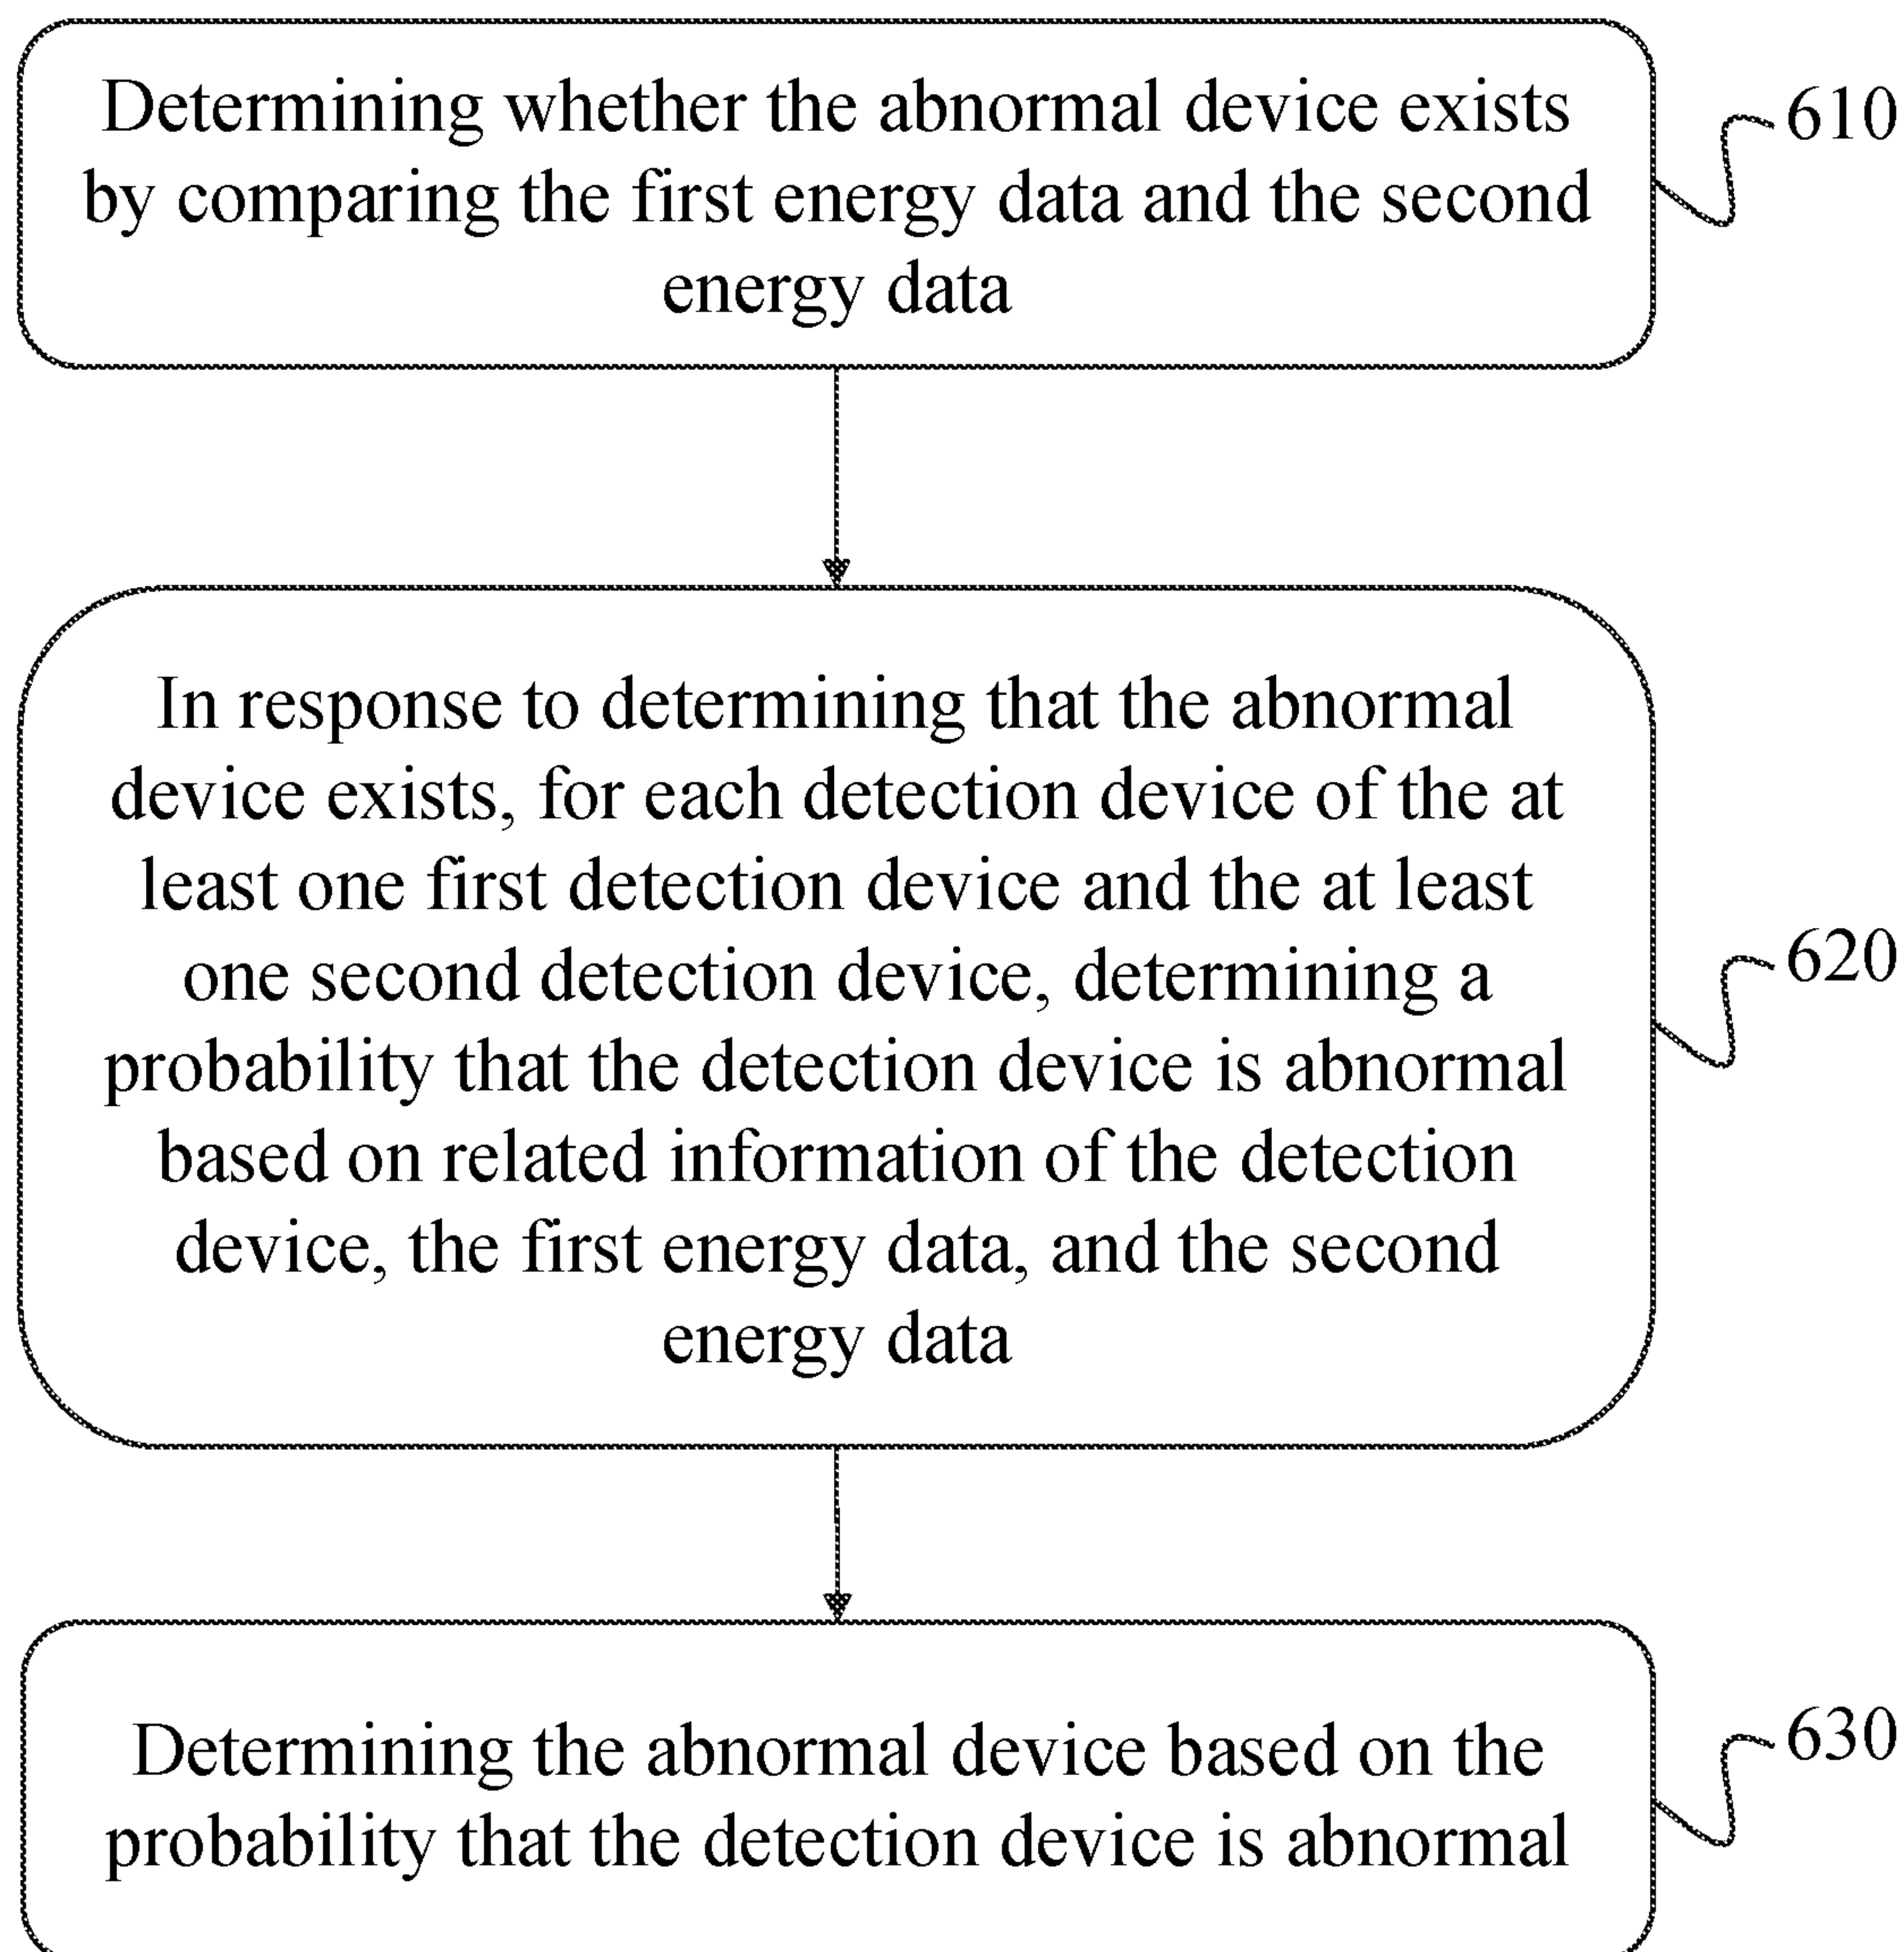 Determining whether the abnormal device exists
by comparing the first energy data and the second
energy data
610
In response to determining that the abnormal
device exists, for each detection device of the at
least one first detection device and the at least
one second detection device, determining a
probability that the detection device is abnormal
based on related information of the detection
device, the first energy data, and the second
energy data
620
Determining the abnormal device based on the
probability that the detection device is abnormal
630